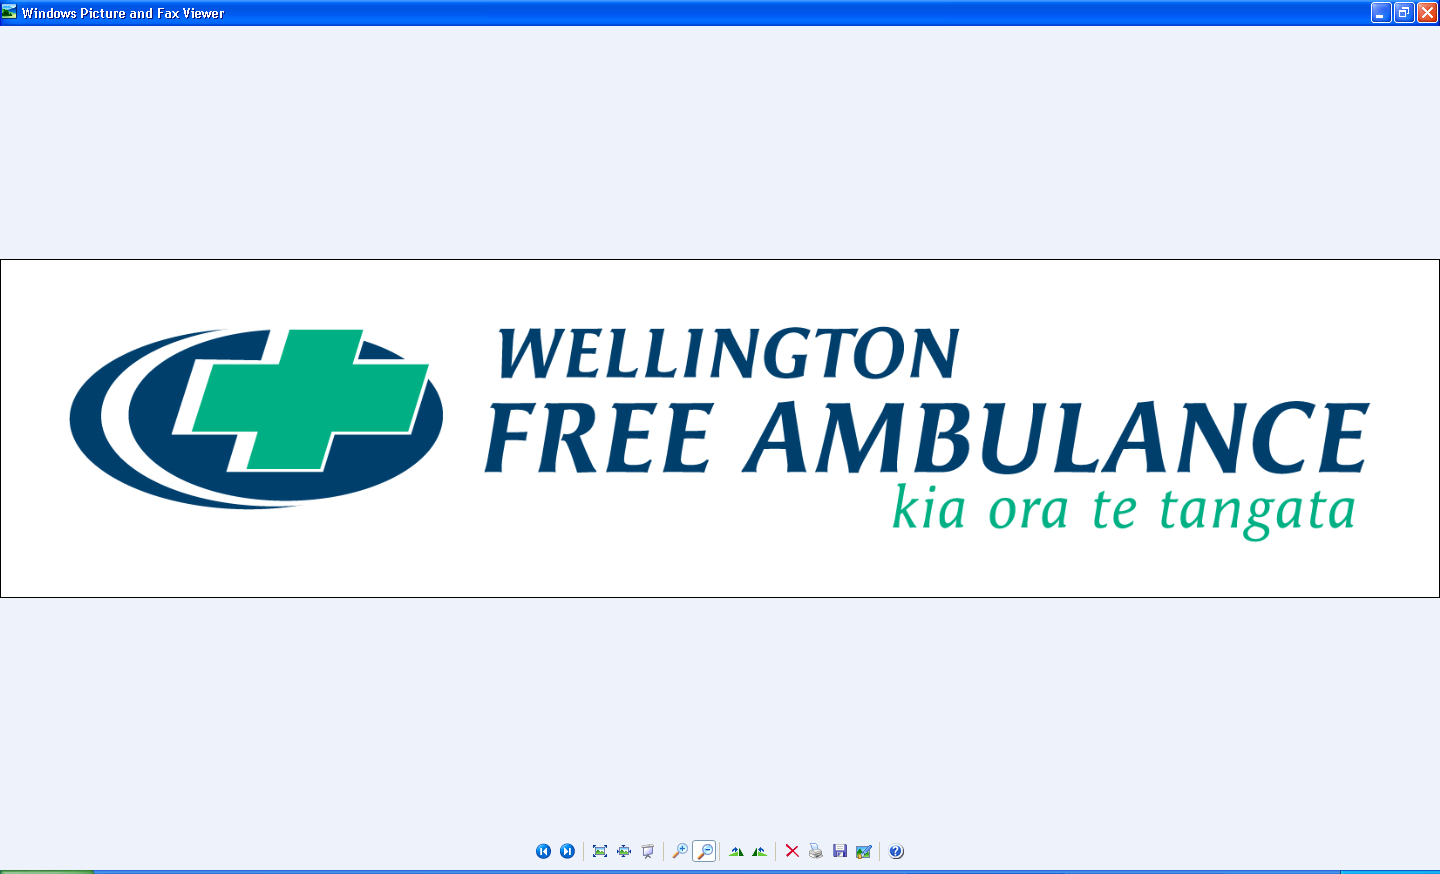 Windows Picture and Fax Viewer
WELLINGTON
FREE AMBULANCE
kia ora te tangata